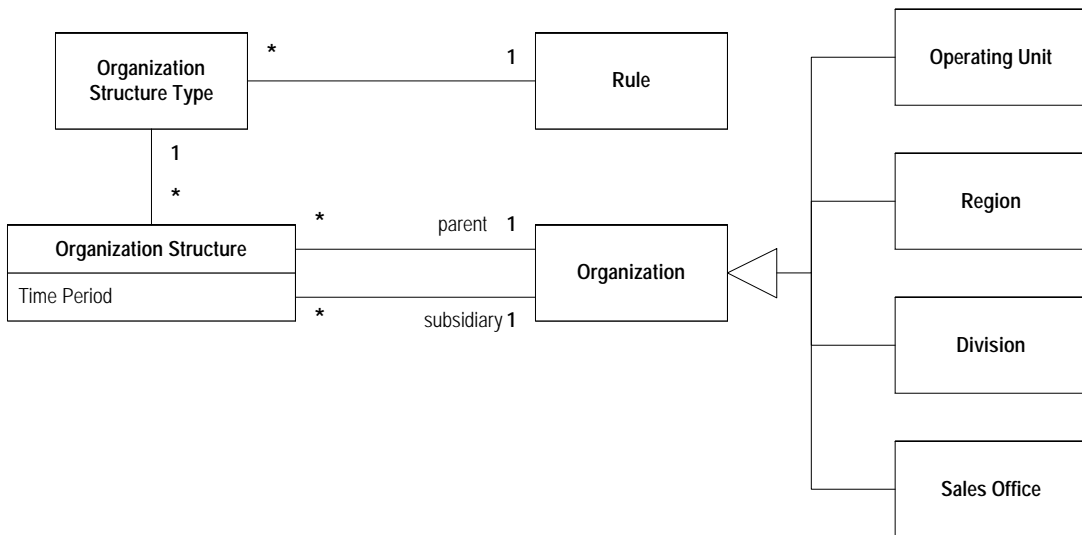 Organization
Structure Type
*
1
Rule
1
*
Organization Structure
Time Period
*
parent 1
*
subsidiary 1
Organization
Operating Unit
Region
Division
Sales Office